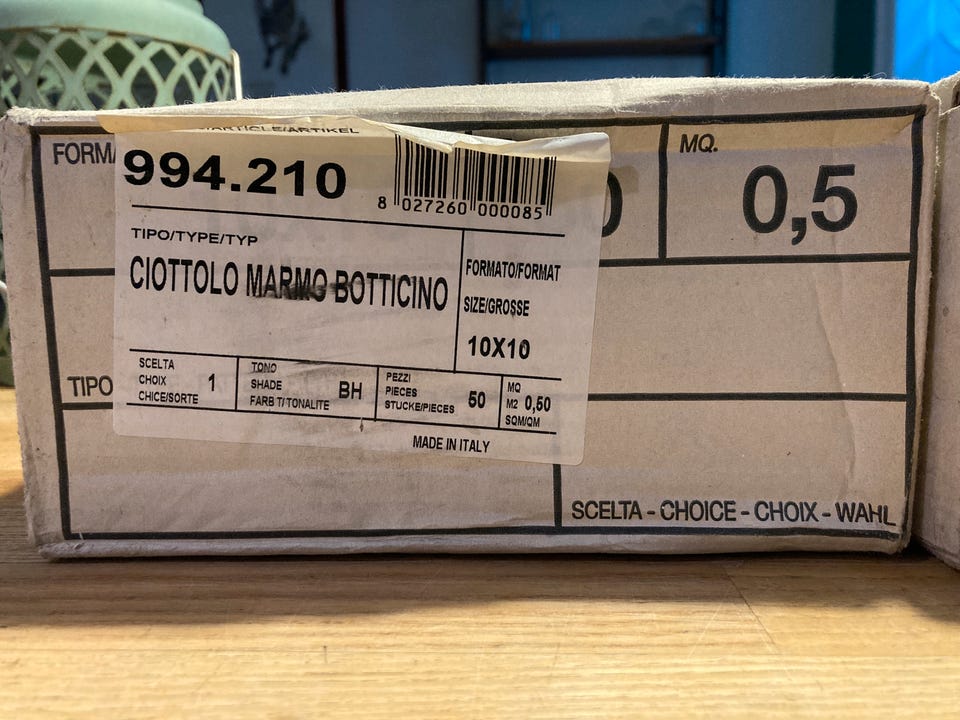 FORMA
/ARTICLE/ARTIKEL
994.210
8 027260 000085
MQ.
0,5
TIPO/TYPE/TYP
CIOTTOLO MARMO BOTTICINO
FORMATO/FORMAT
SIZE/GROSSE
10X10
SCELTA
CHOIX
CHICE/SORTE
1
TONO
SHADE
FARB T/TONALITE
BH
PEZZI
PIECES
STUCKE/PIECES
50
MQ
M2
SQM/QM
0,50
MADE IN ITALY
TIPO
SCELTA - CHOICE - CHOIX - WAHL